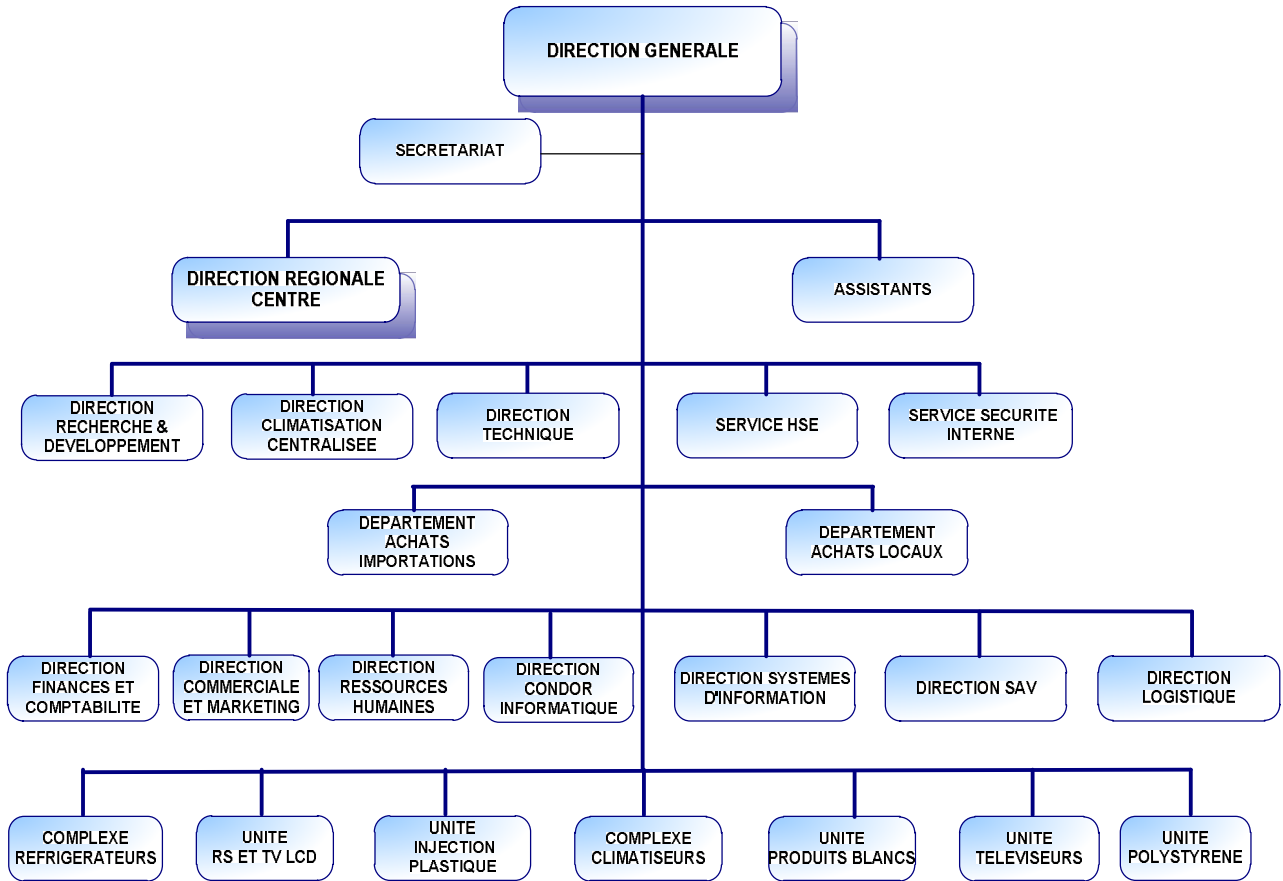 DIRECTION GENERALE
SECRETARIAT
DIRECTION REGIONALE
CENTRE
ASSISTANTS
DIRECTION
RECHERCHE &
DEVELOPPEMENT
DIRECTION
CLIMATISATION
CENTRALISEE
DIRECTION
TECHNIQUE
SERVICE HSE
SERVICE SECURITE
INTERNE
DEPARTEMENT
ACHATS
IMPORTATIONS
DEPARTEMENT
ACHATS LOCAUX
DIRECTION
FINANCES ET
COMPTABILITE
DIRECTION
COMMERCIALE
ET MARKETING
DIRECTION
RESSOURCES
HUMAINES
DIRECTION
CONDOR
INFORMATIQUE
DIRECTION SYSTEMES
D'INFORMATION
DIRECTION SAV
DIRECTION
LOGISTIQUE
COMPLEXE
REFRIGERATEURS
UNITE
RS ET TV LCD
UNITE
INJECTION
PLASTIQUE
COMPLEXE
CLIMATISEURS
UNITE
PRODUITS BLANCS
UNITE
TELEVISEURS
UNITE
POLYSTYRENE